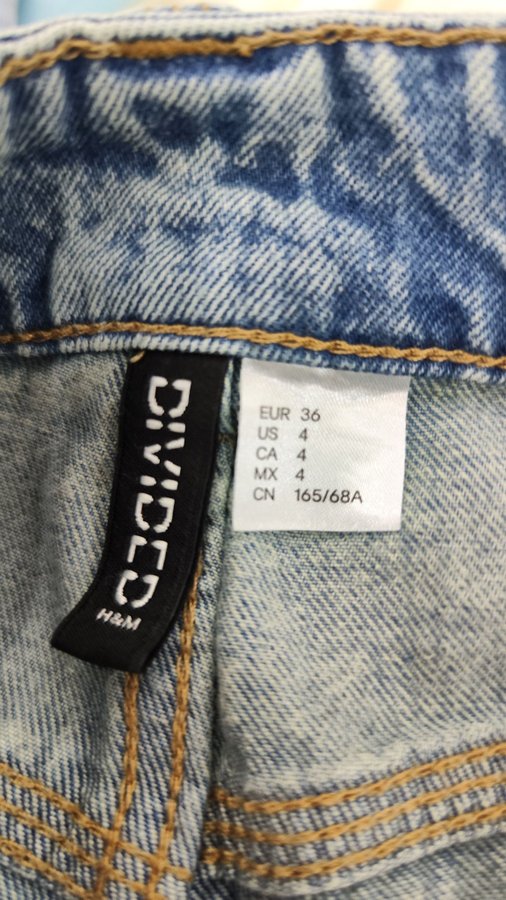 DIVIDED
H&M
EUR 36
US 4
CA 4
MX 4
CN 165/68A